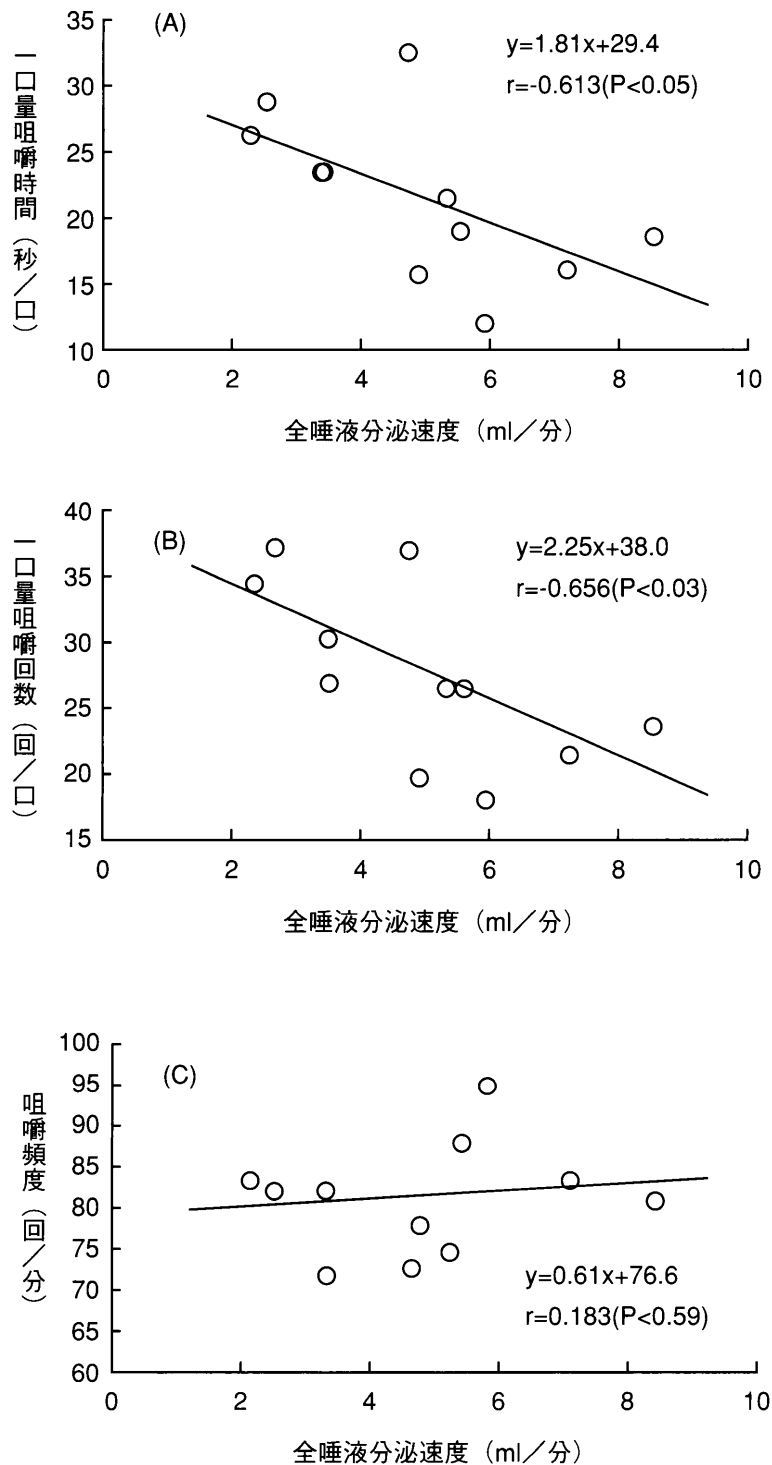 (A)
y=1.81x+29.4
r=-0.613(P<0.05)
一口量咀嚼時間（秒／口）
35
30
25
20
15
10
0 2 4 6 8 10
全唾液分泌速度（ml／分）
(B)
y=2.25x+38.0
r=-0.656(P<0.03)
一口量咀嚼回数（回／口）
40
35
30
25
20
15
0 2 4 6 8 10
全唾液分泌速度（ml／分）
(C)
咀嚼頻度（回／分）
100
95
90
85
80
75
70
65
60
y=0.61x+76.6
r=0.183(P<0.59)
0 2 4 6 8 10
全唾液分泌速度（ml／分）